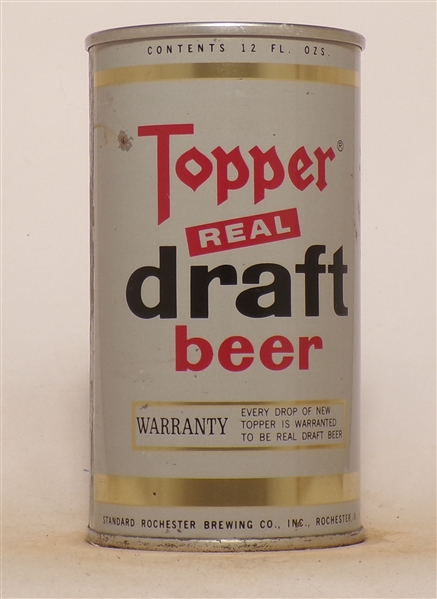 CONTENTS 12 FL. OZS.
Topper®
REAL
draft
beer
WARRANTY
EVERY DROP OF NEW
TOPPER IS WARRANTED
TO BE REAL DRAFT BEER
STANDARD ROCHESTER BREWING CO., INC., ROCHESTER,